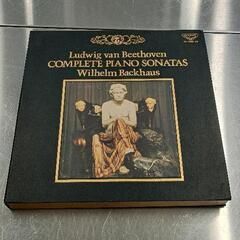 Ludwig van Beethoven
COMPLETE PIANO SONATAS
Wilhelm Backhaus